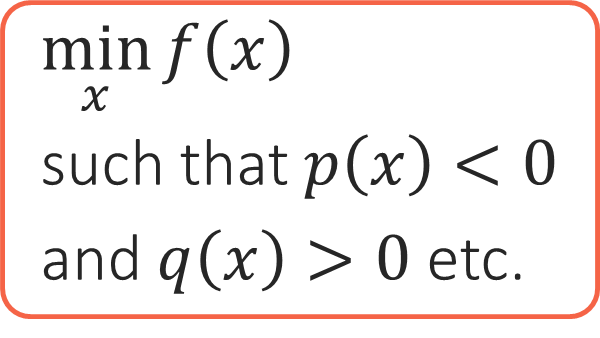 min f(x)
x
such that p(x) < 0
and q(x) > 0 etc.